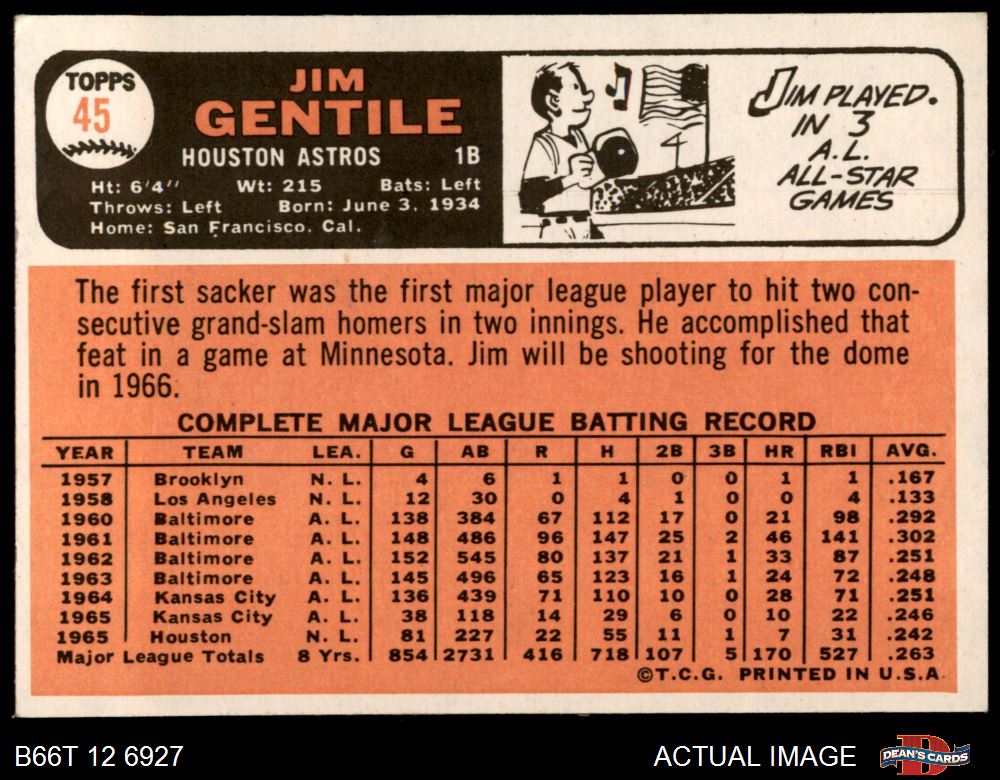 TOPPS
45
JIM
GENTILE
HOUSTON ASTROS 1B
Ht: 6'4" Wt: 215 Bats: Left
Throws: Left Born: June 3, 1934
Home: San Francisco, Cal.
JIM PLAYED
IN 3
A.L.
ALL-STAR
GAMES
4
The first sacker was the first major league player to hit two con-
secutive grand-slam homers in two innings. He accomplished that
feat in a game at Minnesota. Jim will be shooting for the dome
in 1966.
COMPLETE MAJOR LEAGUE BATTING RECORD
YEAR TEAM LEA. G AB R H 2B 3B HR RBI AVG.
1957 Brooklyn N. L. 4 6 1 1 0 0 1 1 .167
1958 Los Angeles N. L. 12 30 0 4 1 0 0 4 .133
1960 Baltimore A. L. 138 384 67 112 17 0 21 98 .292
1961 Baltimore A. L. 148 486 96 147 25 2 46 141 .302
1962 Baltimore A. L. 152 545 80 137 21 1 33 87 .251
1963 Baltimore A. L. 145 496 65 123 16 1 24 72 .248
1964 Kansas City A. L. 136 439 71 110 10 0 28 71 .251
1965 Kansas City A. L. 38 118 14 29 6 0 10 22 .246
1965 Houston N. L. 81 227 22 55 11 1 7 31 .242
Major League Totals 8 Yrs. 854 2731 416 718 107 5 170 527 .263
©T.C.G. PRINTED IN U.S.A.
B66T 12 6927 ACTUAL IMAGE DEAN'S CARDS